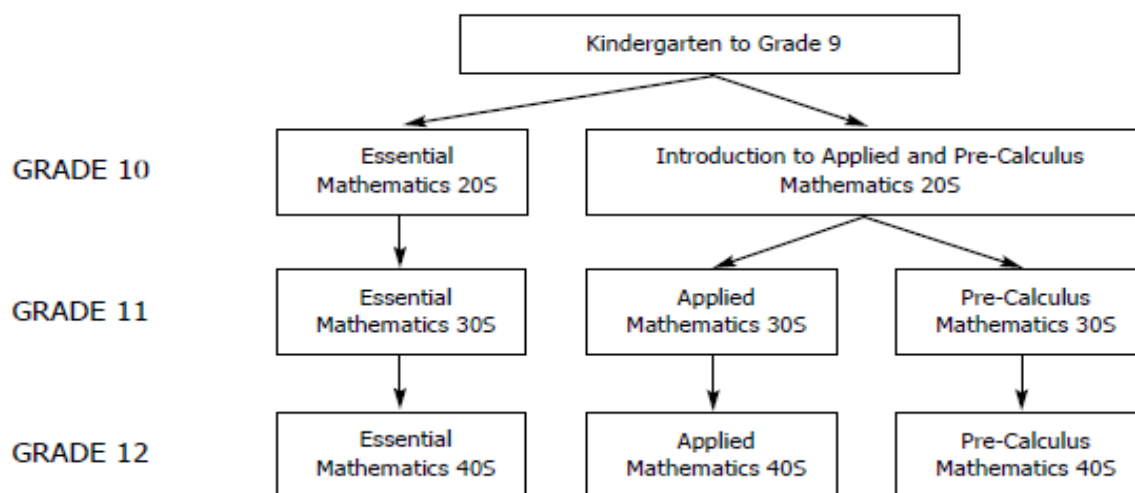 Kindergarten to Grade 9
GRADE 10
Essential
Mathematics 20S
Introduction to Applied and Pre-Calculus
Mathematics 20S
GRADE 11
Essential
Mathematics 30S
Applied
Mathematics 30S
Pre-Calculus
Mathematics 30S
GRADE 12
Essential
Mathematics 40S
Applied
Mathematics 40S
Pre-Calculus
Mathematics 40S